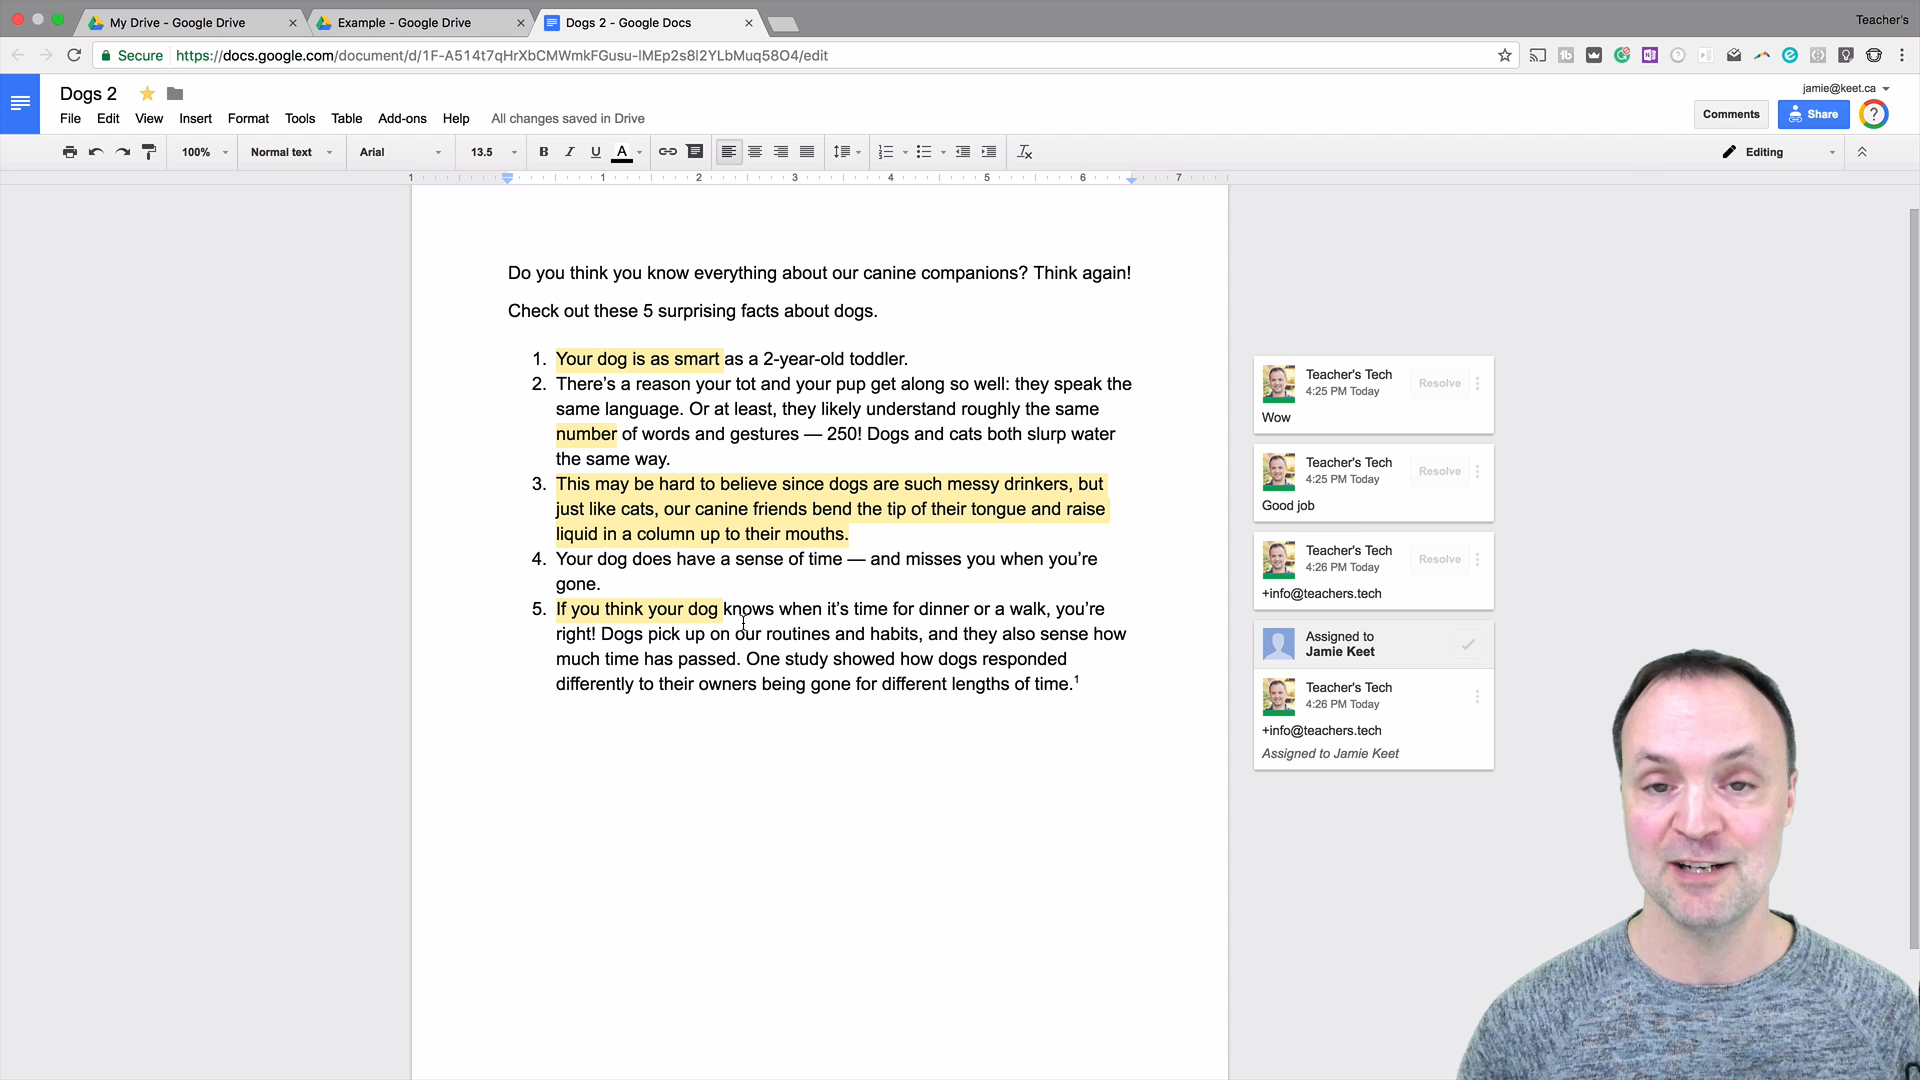 My Drive - Google Drive
Example - Google Drive
Dogs 2 - Google Docs
Teacher's
Secure
https://docs.google.com/document/d/1F-A514t7qHrXbCMWmkFGusu-lMEp2s8l2YLbMuq58O4/edit
Dogs 2
jamie@keet.ca
File Edit View Insert Format Tools Table Add-ons Help All changes saved in Drive
Comments
Share
100% Normal text Arial 13.5 B I U A Editing
1 1 2 3 4 5 6 7
Do you think you know everything about our canine companions? Think again!
Check out these 5 surprising facts about dogs.
1. Your dog is as smart as a 2-year-old toddler.
2. There’s a reason your tot and your pup get along so well: they speak the
same language. Or at least, they likely understand roughly the same
number of words and gestures — 250! Dogs and cats both slurp water
the same way.
3. This may be hard to believe since dogs are such messy drinkers, but
just like cats, our canine friends bend the tip of their tongue and raise
liquid in a column up to their mouths.
4. Your dog does have a sense of time — and misses you when you’re
gone.
5. If you think your dog knows when it’s time for dinner or a walk, you’re
right! Dogs pick up on our routines and habits, and they also sense how
much time has passed. One study showed how dogs responded
differently to their owners being gone for different lengths of time.1
Teacher's Tech
4:25 PM Today
Resolve
Wow
Teacher's Tech
4:25 PM Today
Resolve
Good job
Teacher's Tech
4:26 PM Today
Resolve
+info@teachers.tech
Assigned to
Jamie Keet
Teacher's Tech
4:26 PM Today
+info@teachers.tech
Assigned to Jamie Keet